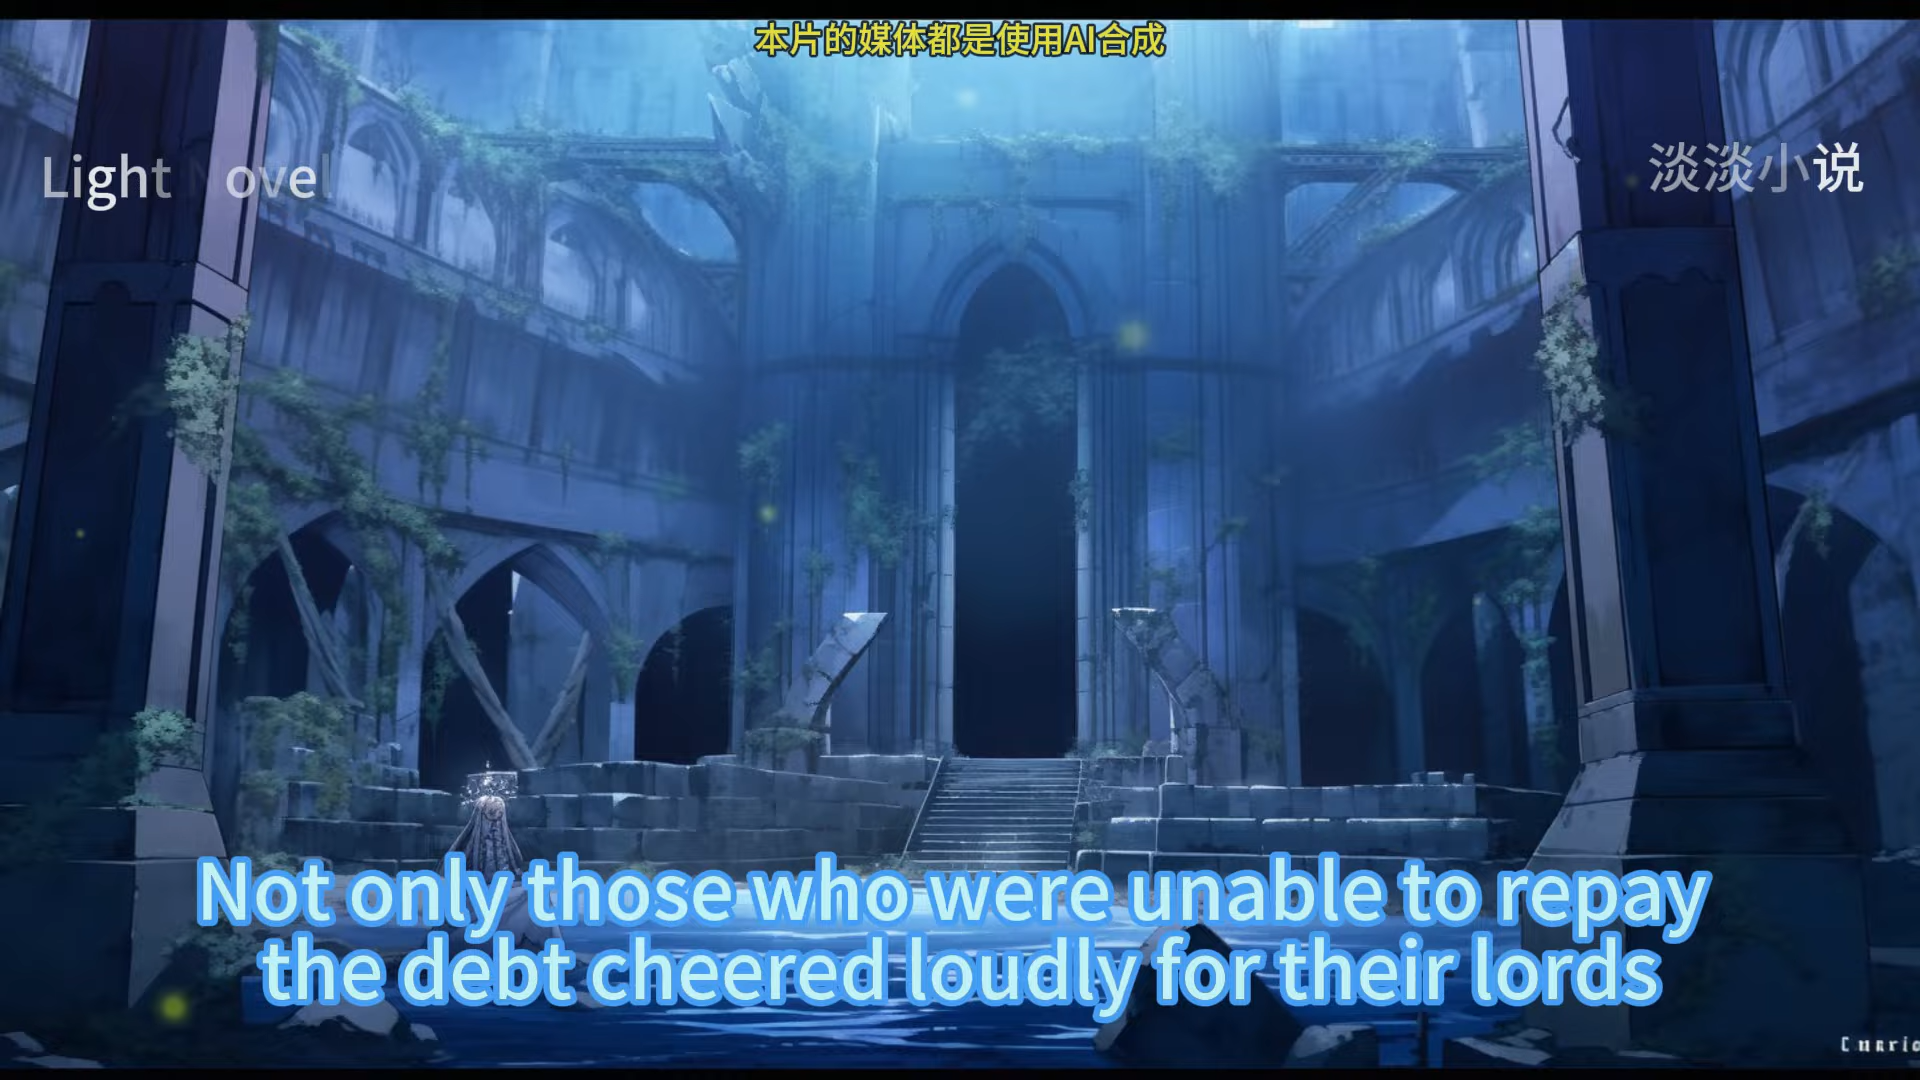 本片的媒体都是使用AI合成
Light Novel
淡淡小说
Not only those who were unable to repay
the debt cheered loudly for their lords